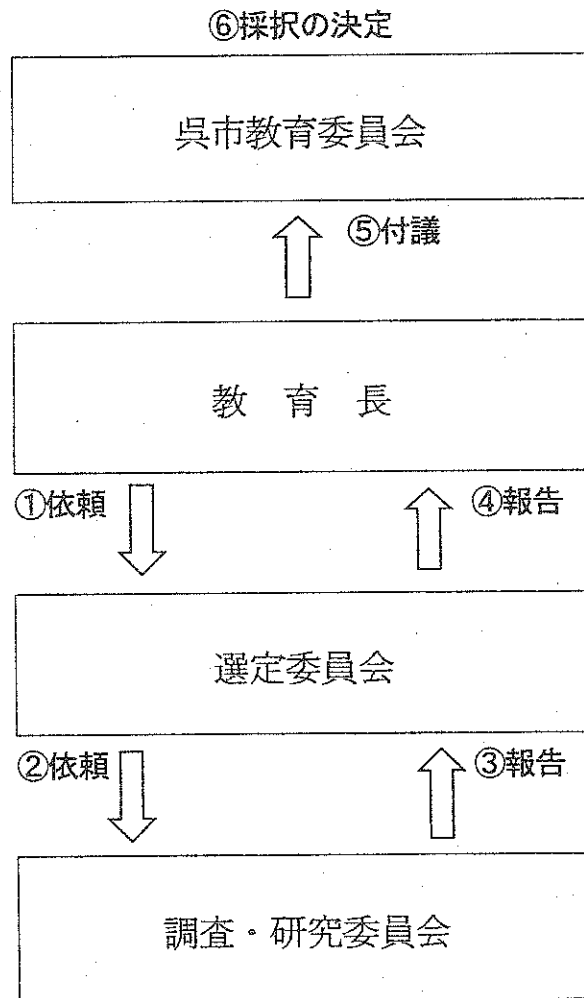 ⑥採択の決定
呉市教育委員会
⑤付議
教 育 長
①依頼
④報告
選定委員会
②依頼
③報告
調査・研究委員会